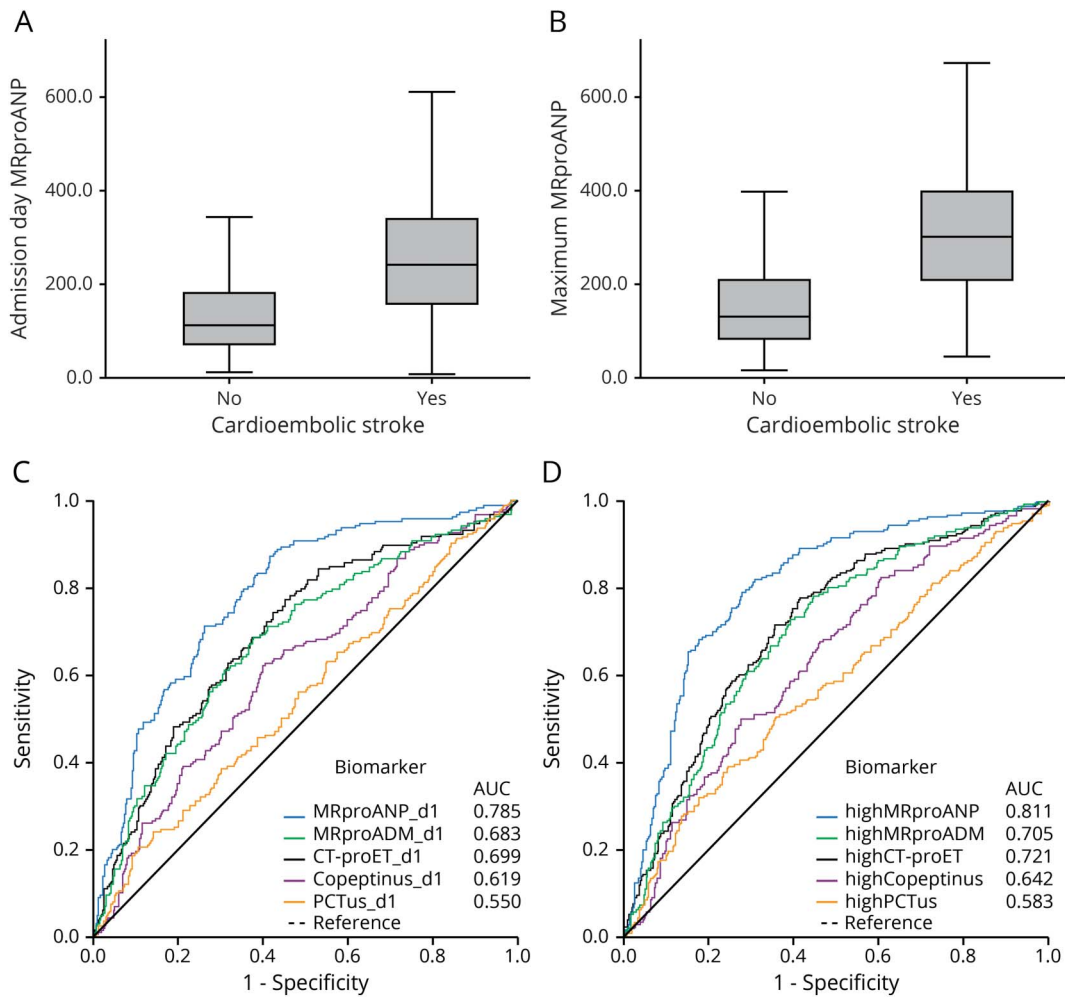 A
Admission day MRproANP
600.0
400.0
200.0
0.0
No
Yes
Cardioembolic stroke
B
Maximum MRproANP
600.0
400.0
200.0
0.0
No
Yes
Cardioembolic stroke
C
Sensitivity
1.0
0.8
0.6
0.4
0.2
0.0
Biomarker
AUC
MRproANP_d1 0.785
MRproADM_d1 0.683
CT-proET_d1 0.699
Copeptinus_d1 0.619
PCTus_d1 0.550
Reference
0.0 0.2 0.4 0.6 0.8 1.0
1 - Specificity
D
Sensitivity
1.0
0.8
0.6
0.4
0.2
0.0
Biomarker
AUC
highMRproANP 0.811
highMRproADM 0.705
highCT-proET 0.721
highCopeptinus 0.642
highPCTus 0.583
Reference
0.0 0.2 0.4 0.6 0.8 1.0
1 - Specificity